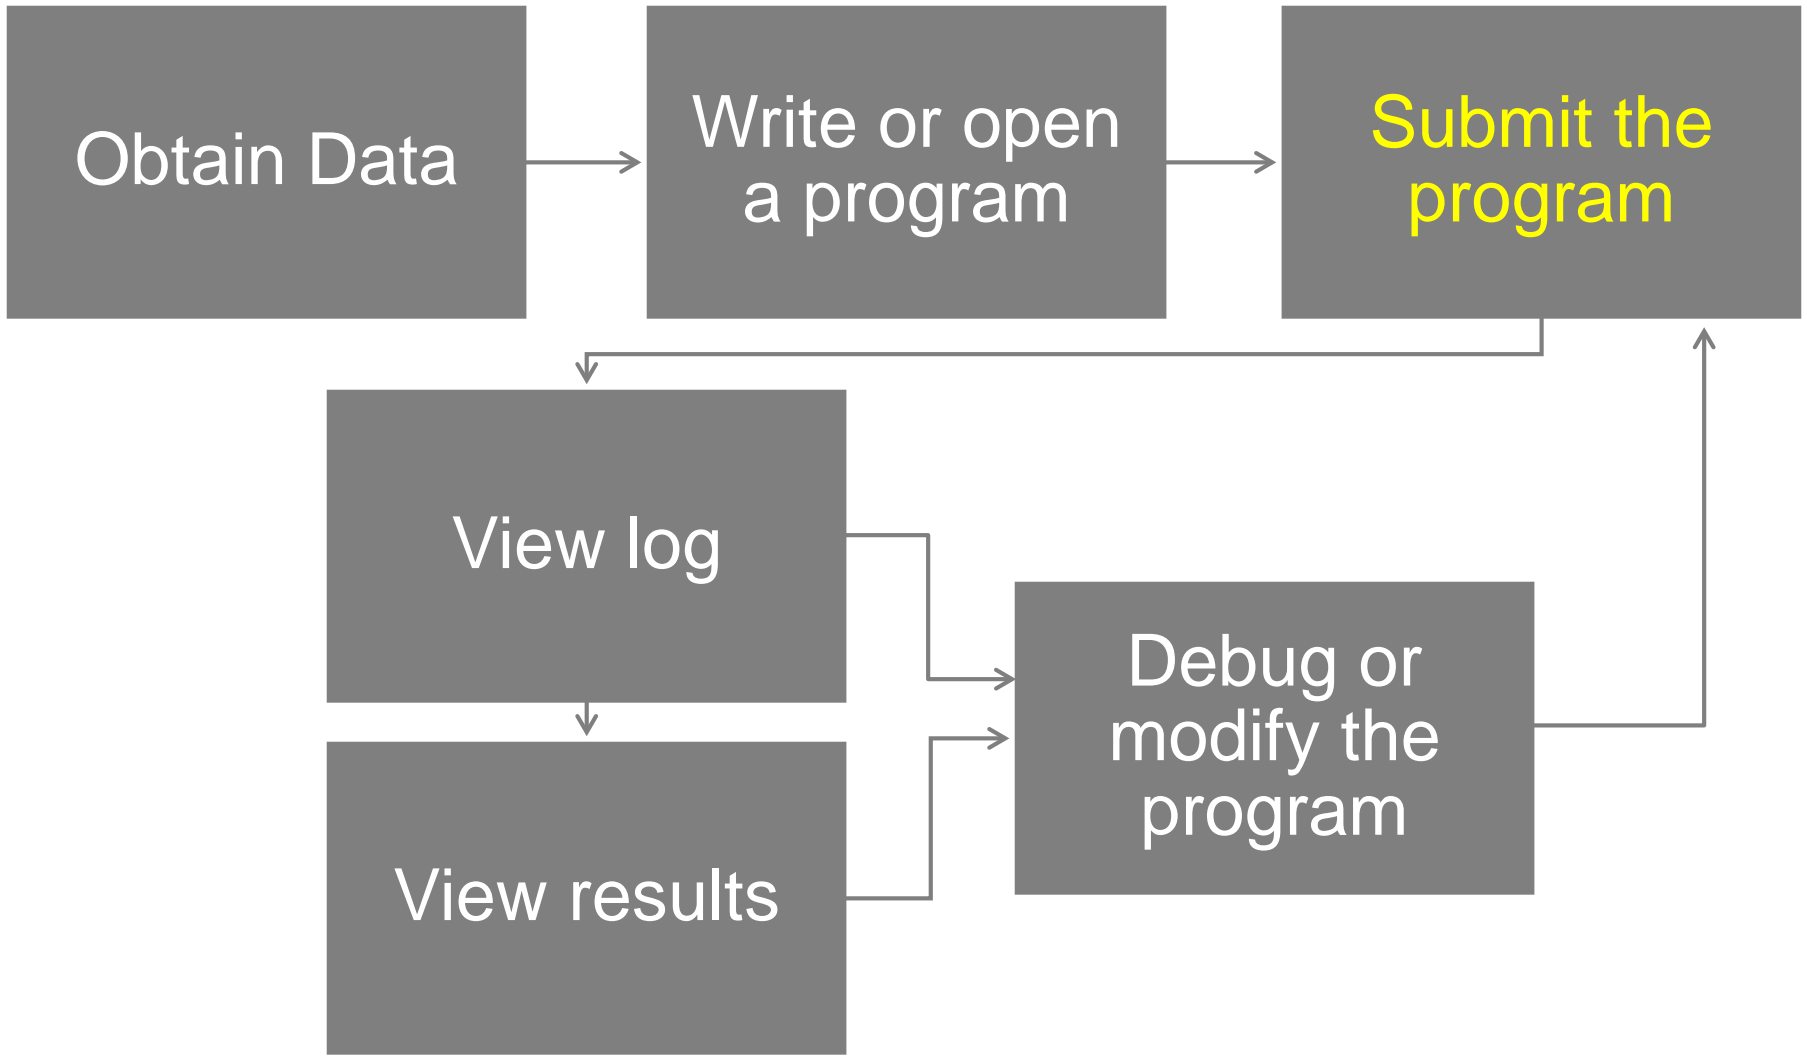 Obtain Data
Write or open
a program
Submit the
program
View log
Debug or
modify the
program
View results